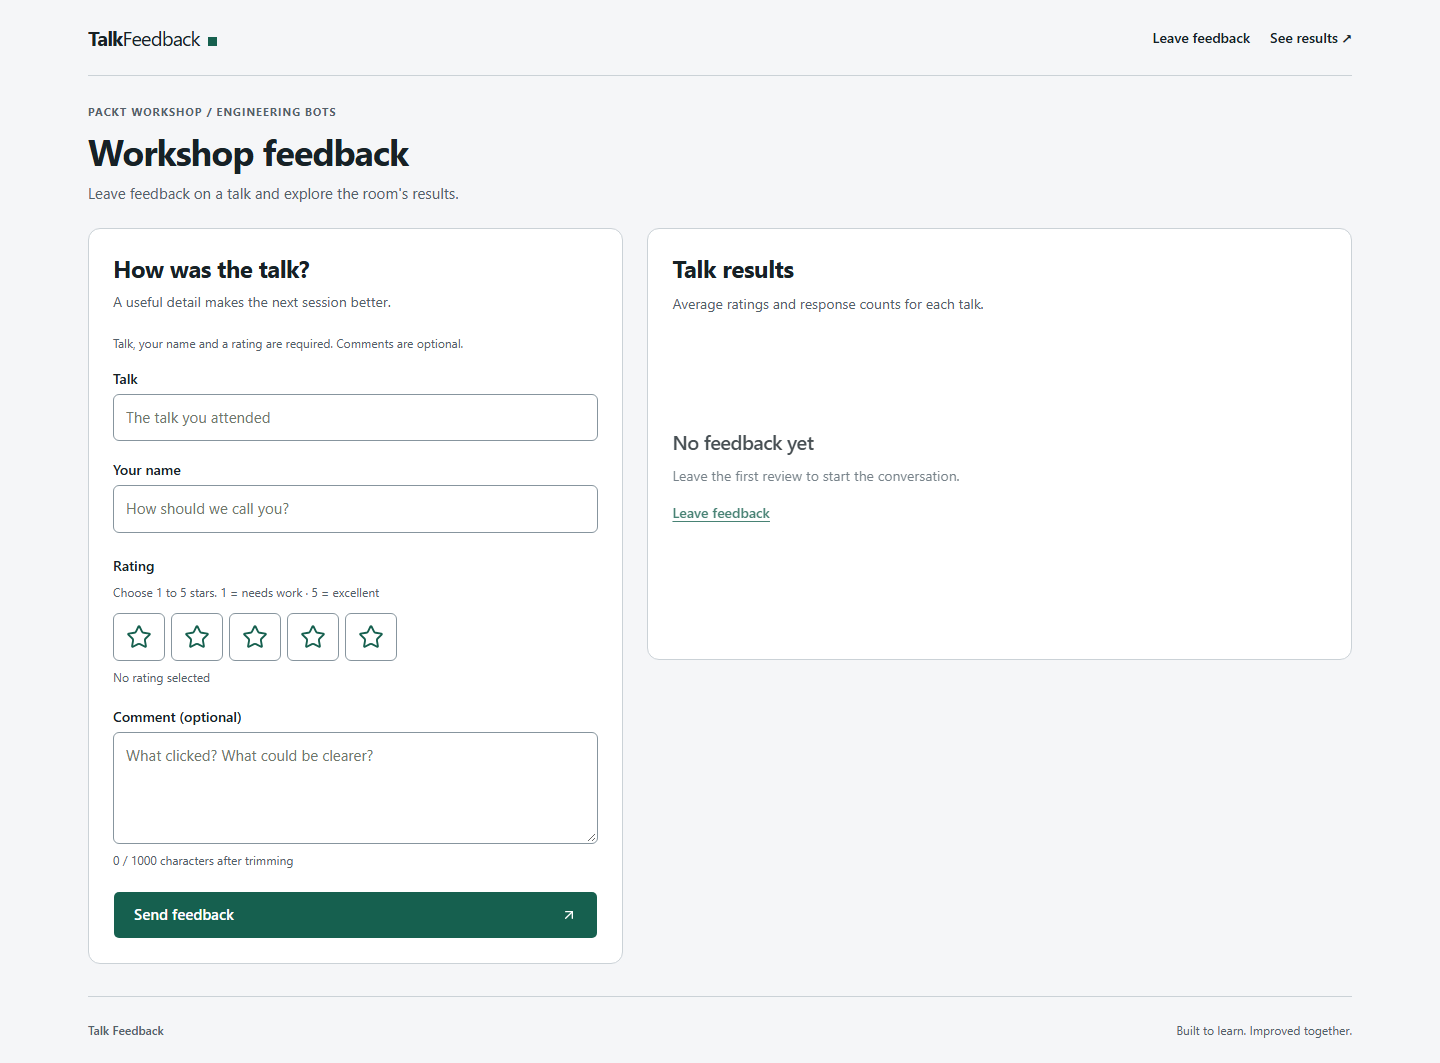 TalkFeedback
Leave feedback
See results ↗
PACKT WORKSHOP / ENGINEERING BOTS
Workshop feedback
Leave feedback on a talk and explore the room's results.
How was the talk?
A useful detail makes the next session better.
Talk, your name and a rating are required. Comments are optional.
Talk
The talk you attended
Your name
How should we call you?
Rating
Choose 1 to 5 stars. 1 = needs work · 5 = excellent
No rating selected
Comment (optional)
What clicked? What could be clearer?
0 / 1000 characters after trimming
Send feedback
Talk results
Average ratings and response counts for each talk.
No feedback yet
Leave the first review to start the conversation.
Leave feedback
Talk Feedback
Built to learn. Improved together.